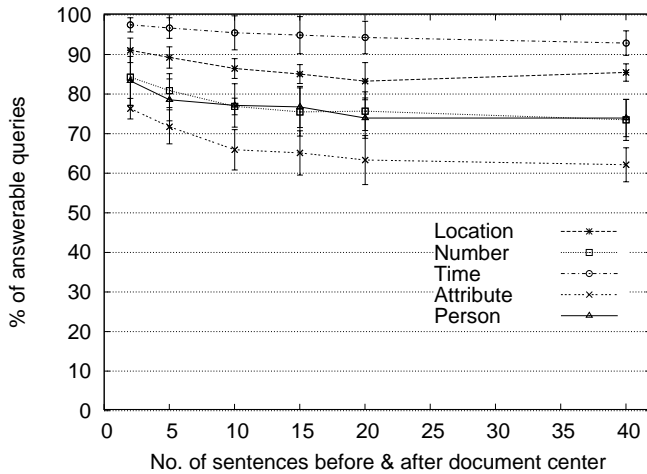 100
90
80
70
60
50
40
30
20
10
0
% of answerable queries
Location
Number
Time
Attribute
Person
0 5 10 15 20 25 30 35 40
No. of sentences before & after document center